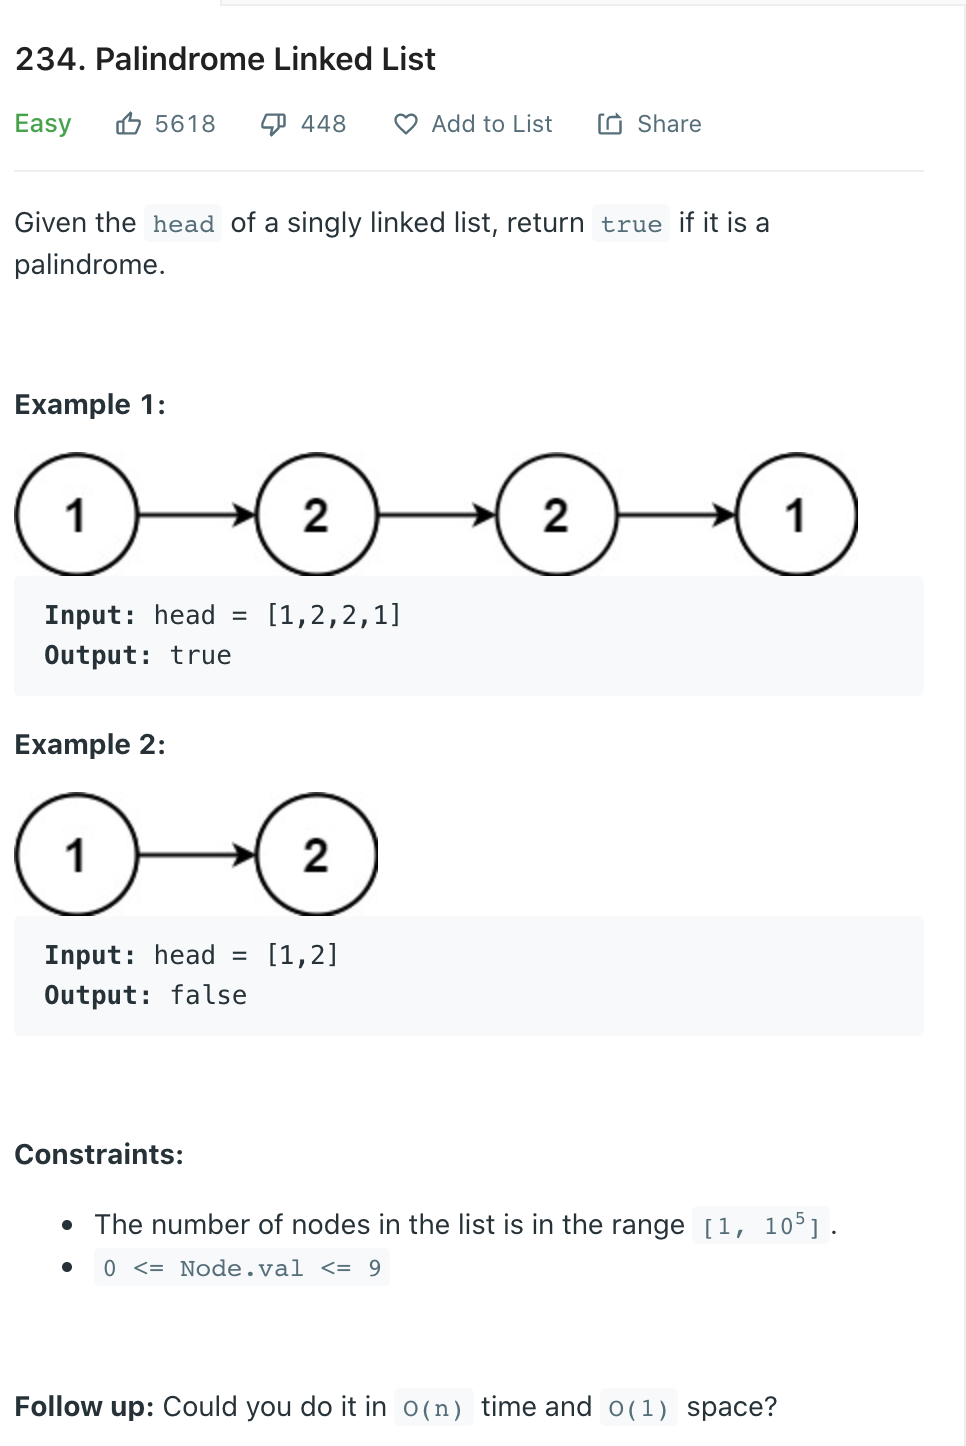 234. Palindrome Linked List
Easy 5618 448 Add to List Share
Given the head of a singly linked list, return true if it is a
palindrome.
Example 1:
1 2 2 1
Input: head = [1,2,2,1]
Output: true
Example 2:
1 2
Input: head = [1,2]
Output: false
Constraints:
• The number of nodes in the list is in the range [1, 10⁵].
• 0 <= Node.val <= 9
Follow up: Could you do it in O(n) time and O(1) space?